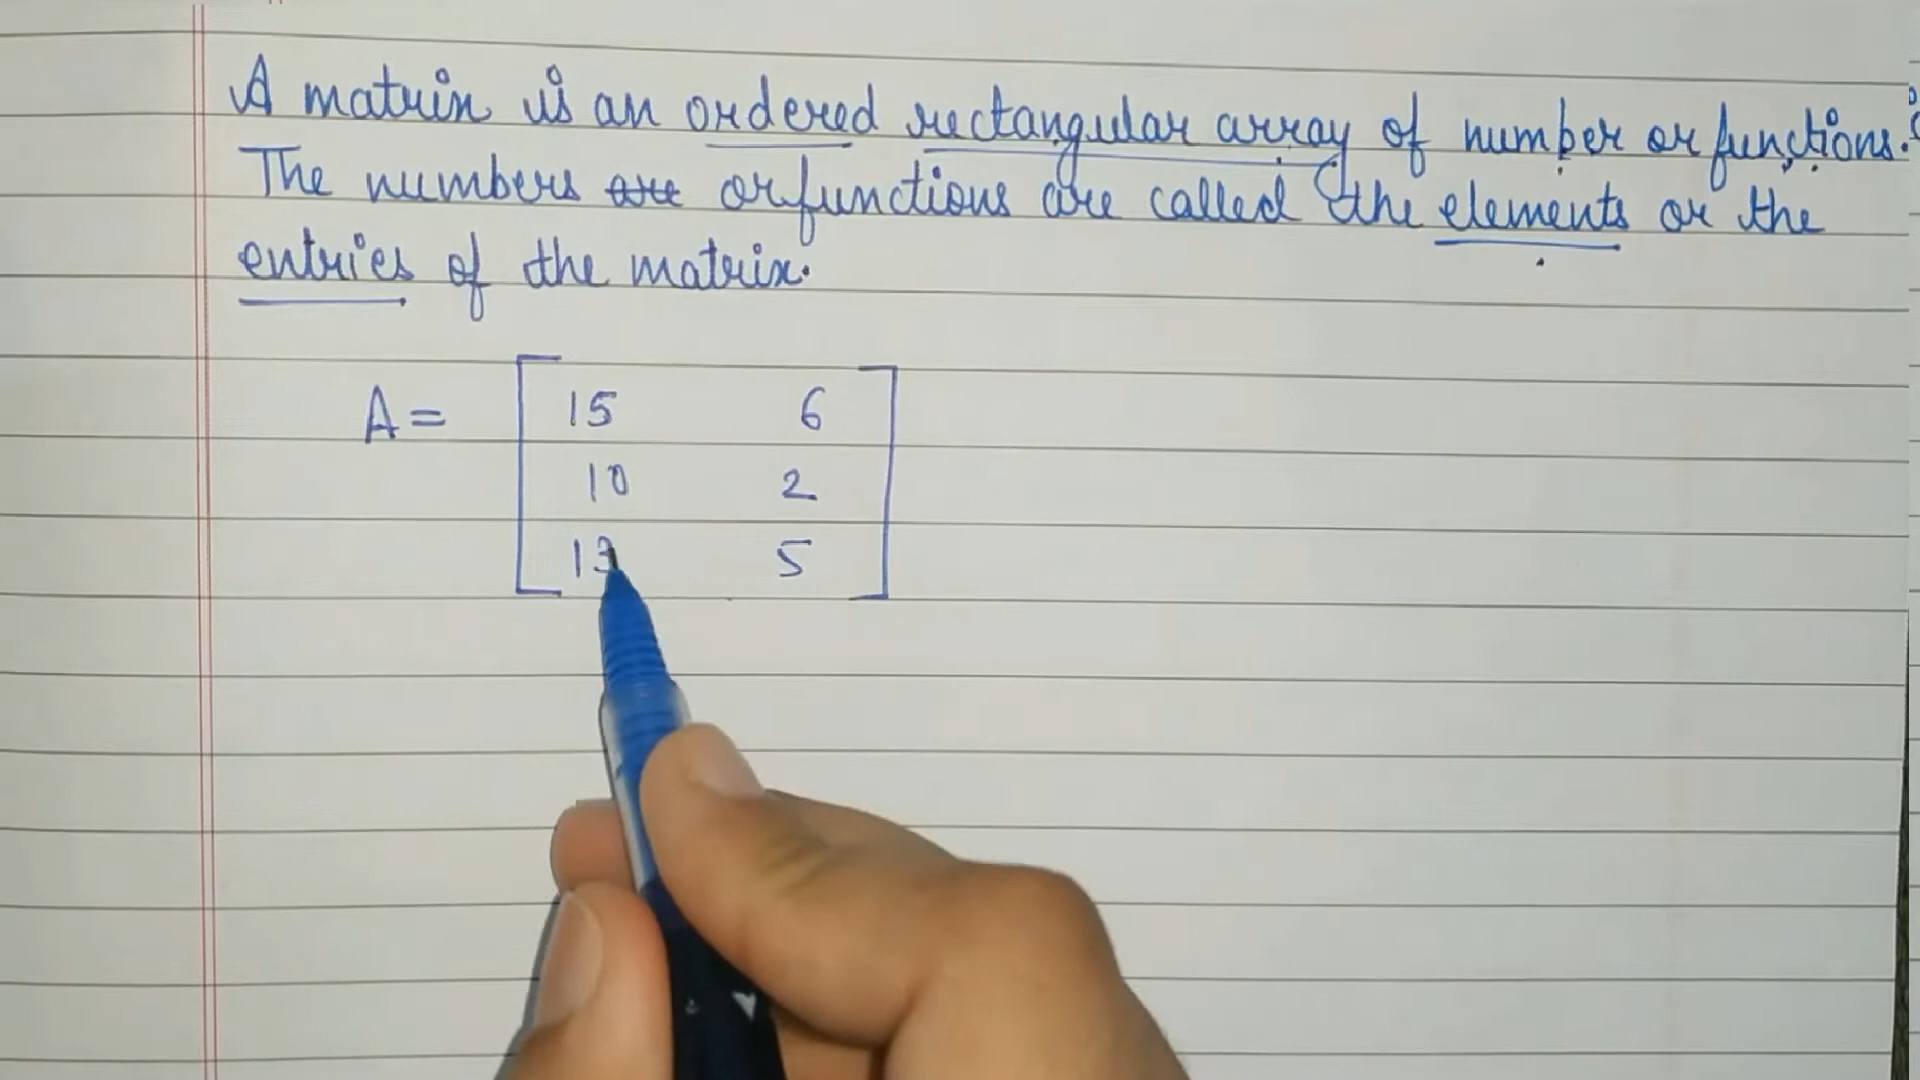 A matrix is an ordered rectangular array of number or functions.
The numbers are or functions are called the elements or the
entries of the matrix.
A = 15 6
10 2
13 5